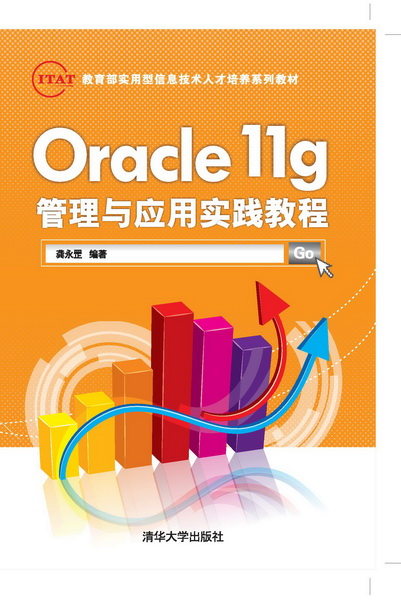 ITAT 教育部实用型信息技术人才培养系列教材
Oracle 11g
管理与应用实践教程
龚永罡 编著
Go
清华大学出版社